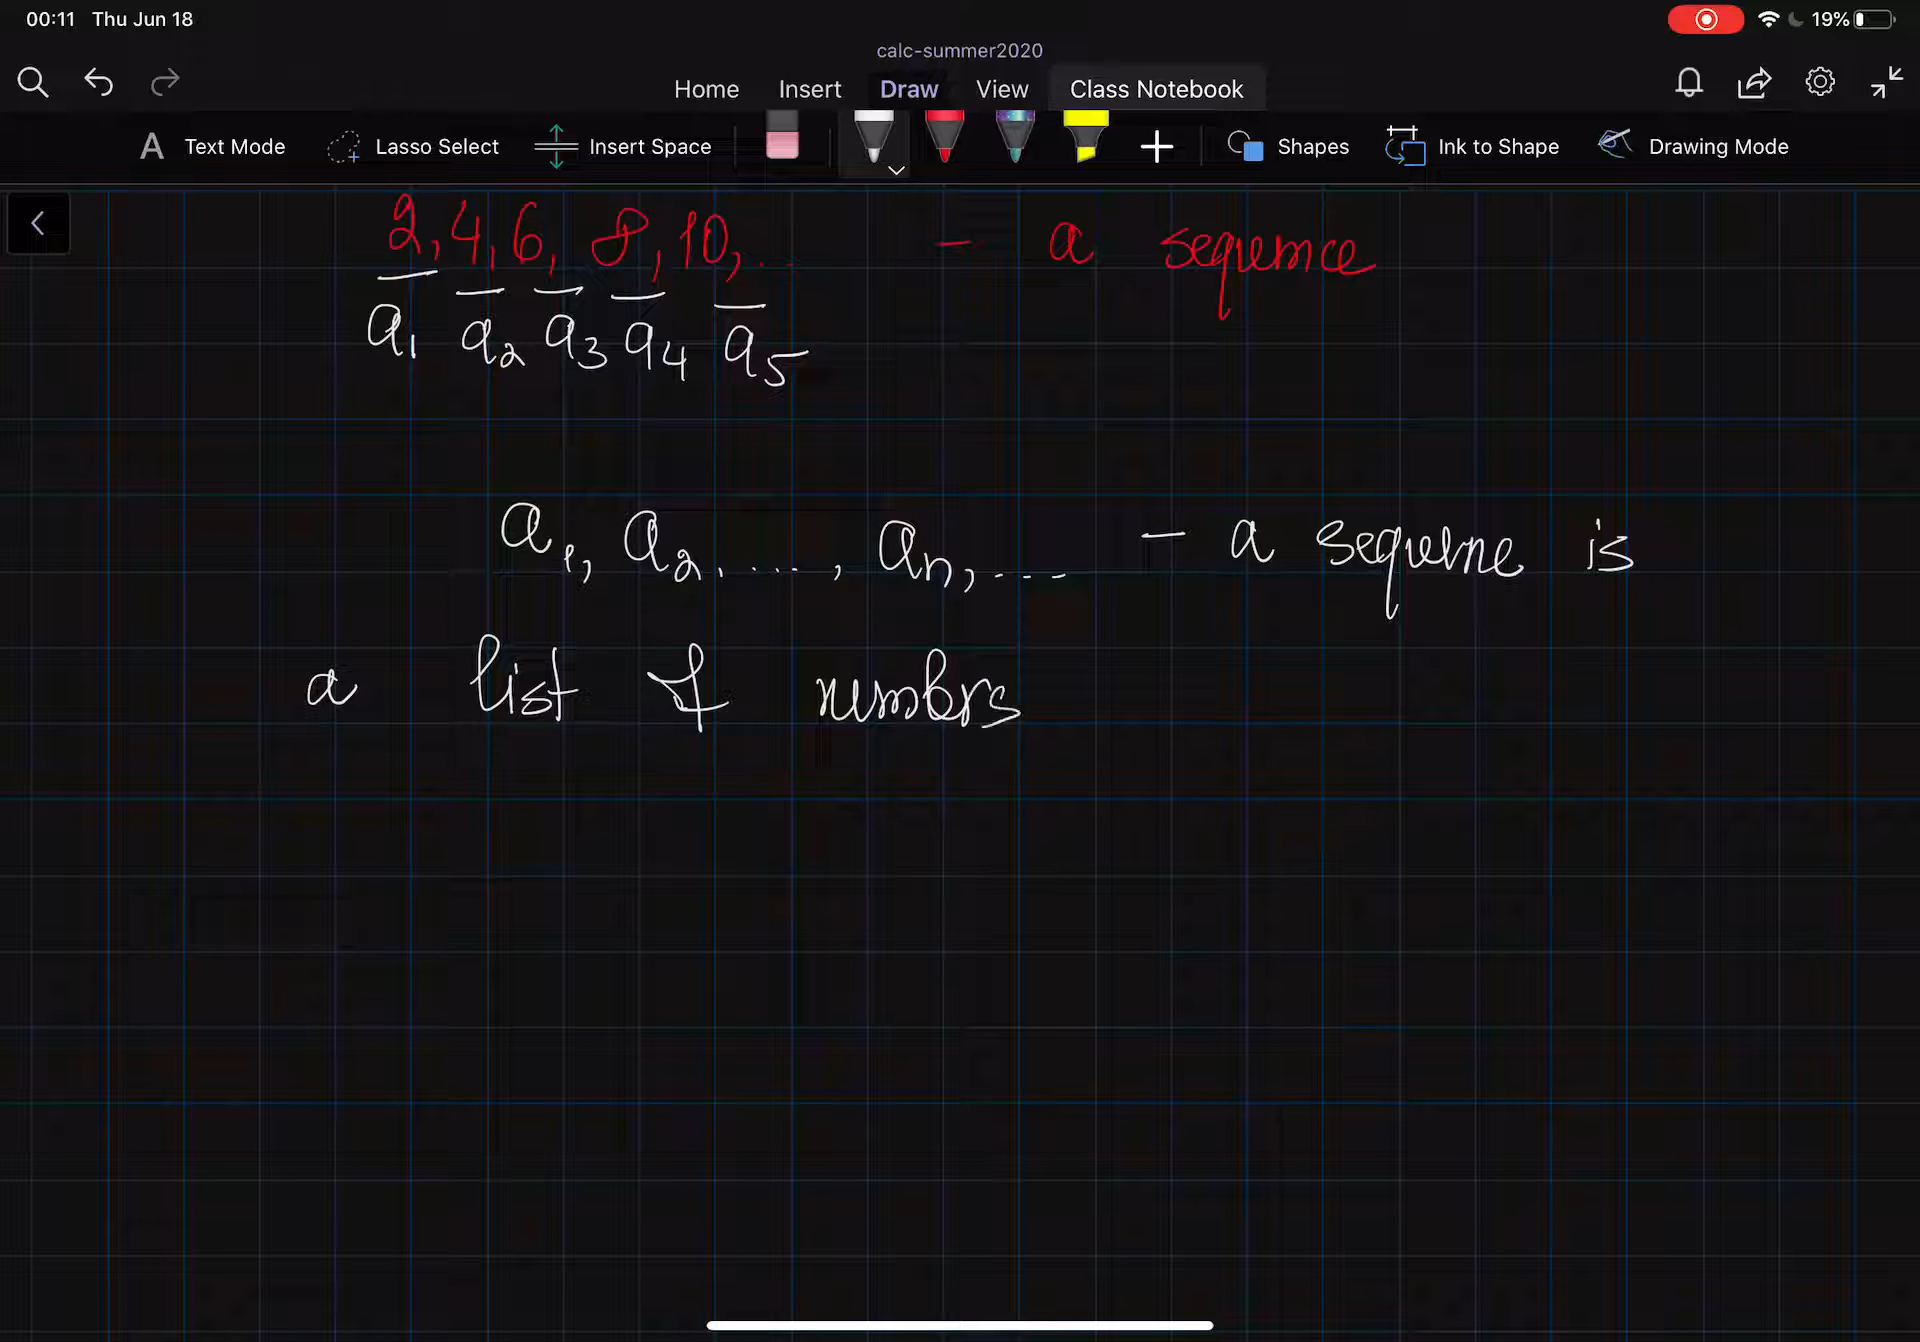 00:11 Thu Jun 18 19%
calc-summer2020
Home Insert Draw View Class Notebook
A Text Mode Lasso Select Insert Space Shapes Ink to Shape Drawing Mode
2, 4, 6, 8, 10, ... - a sequence
a₁ a₂ a₃ a₄ a₅
a₁, a₂, ..., aₙ, ... - a sequence is
a list of numbers